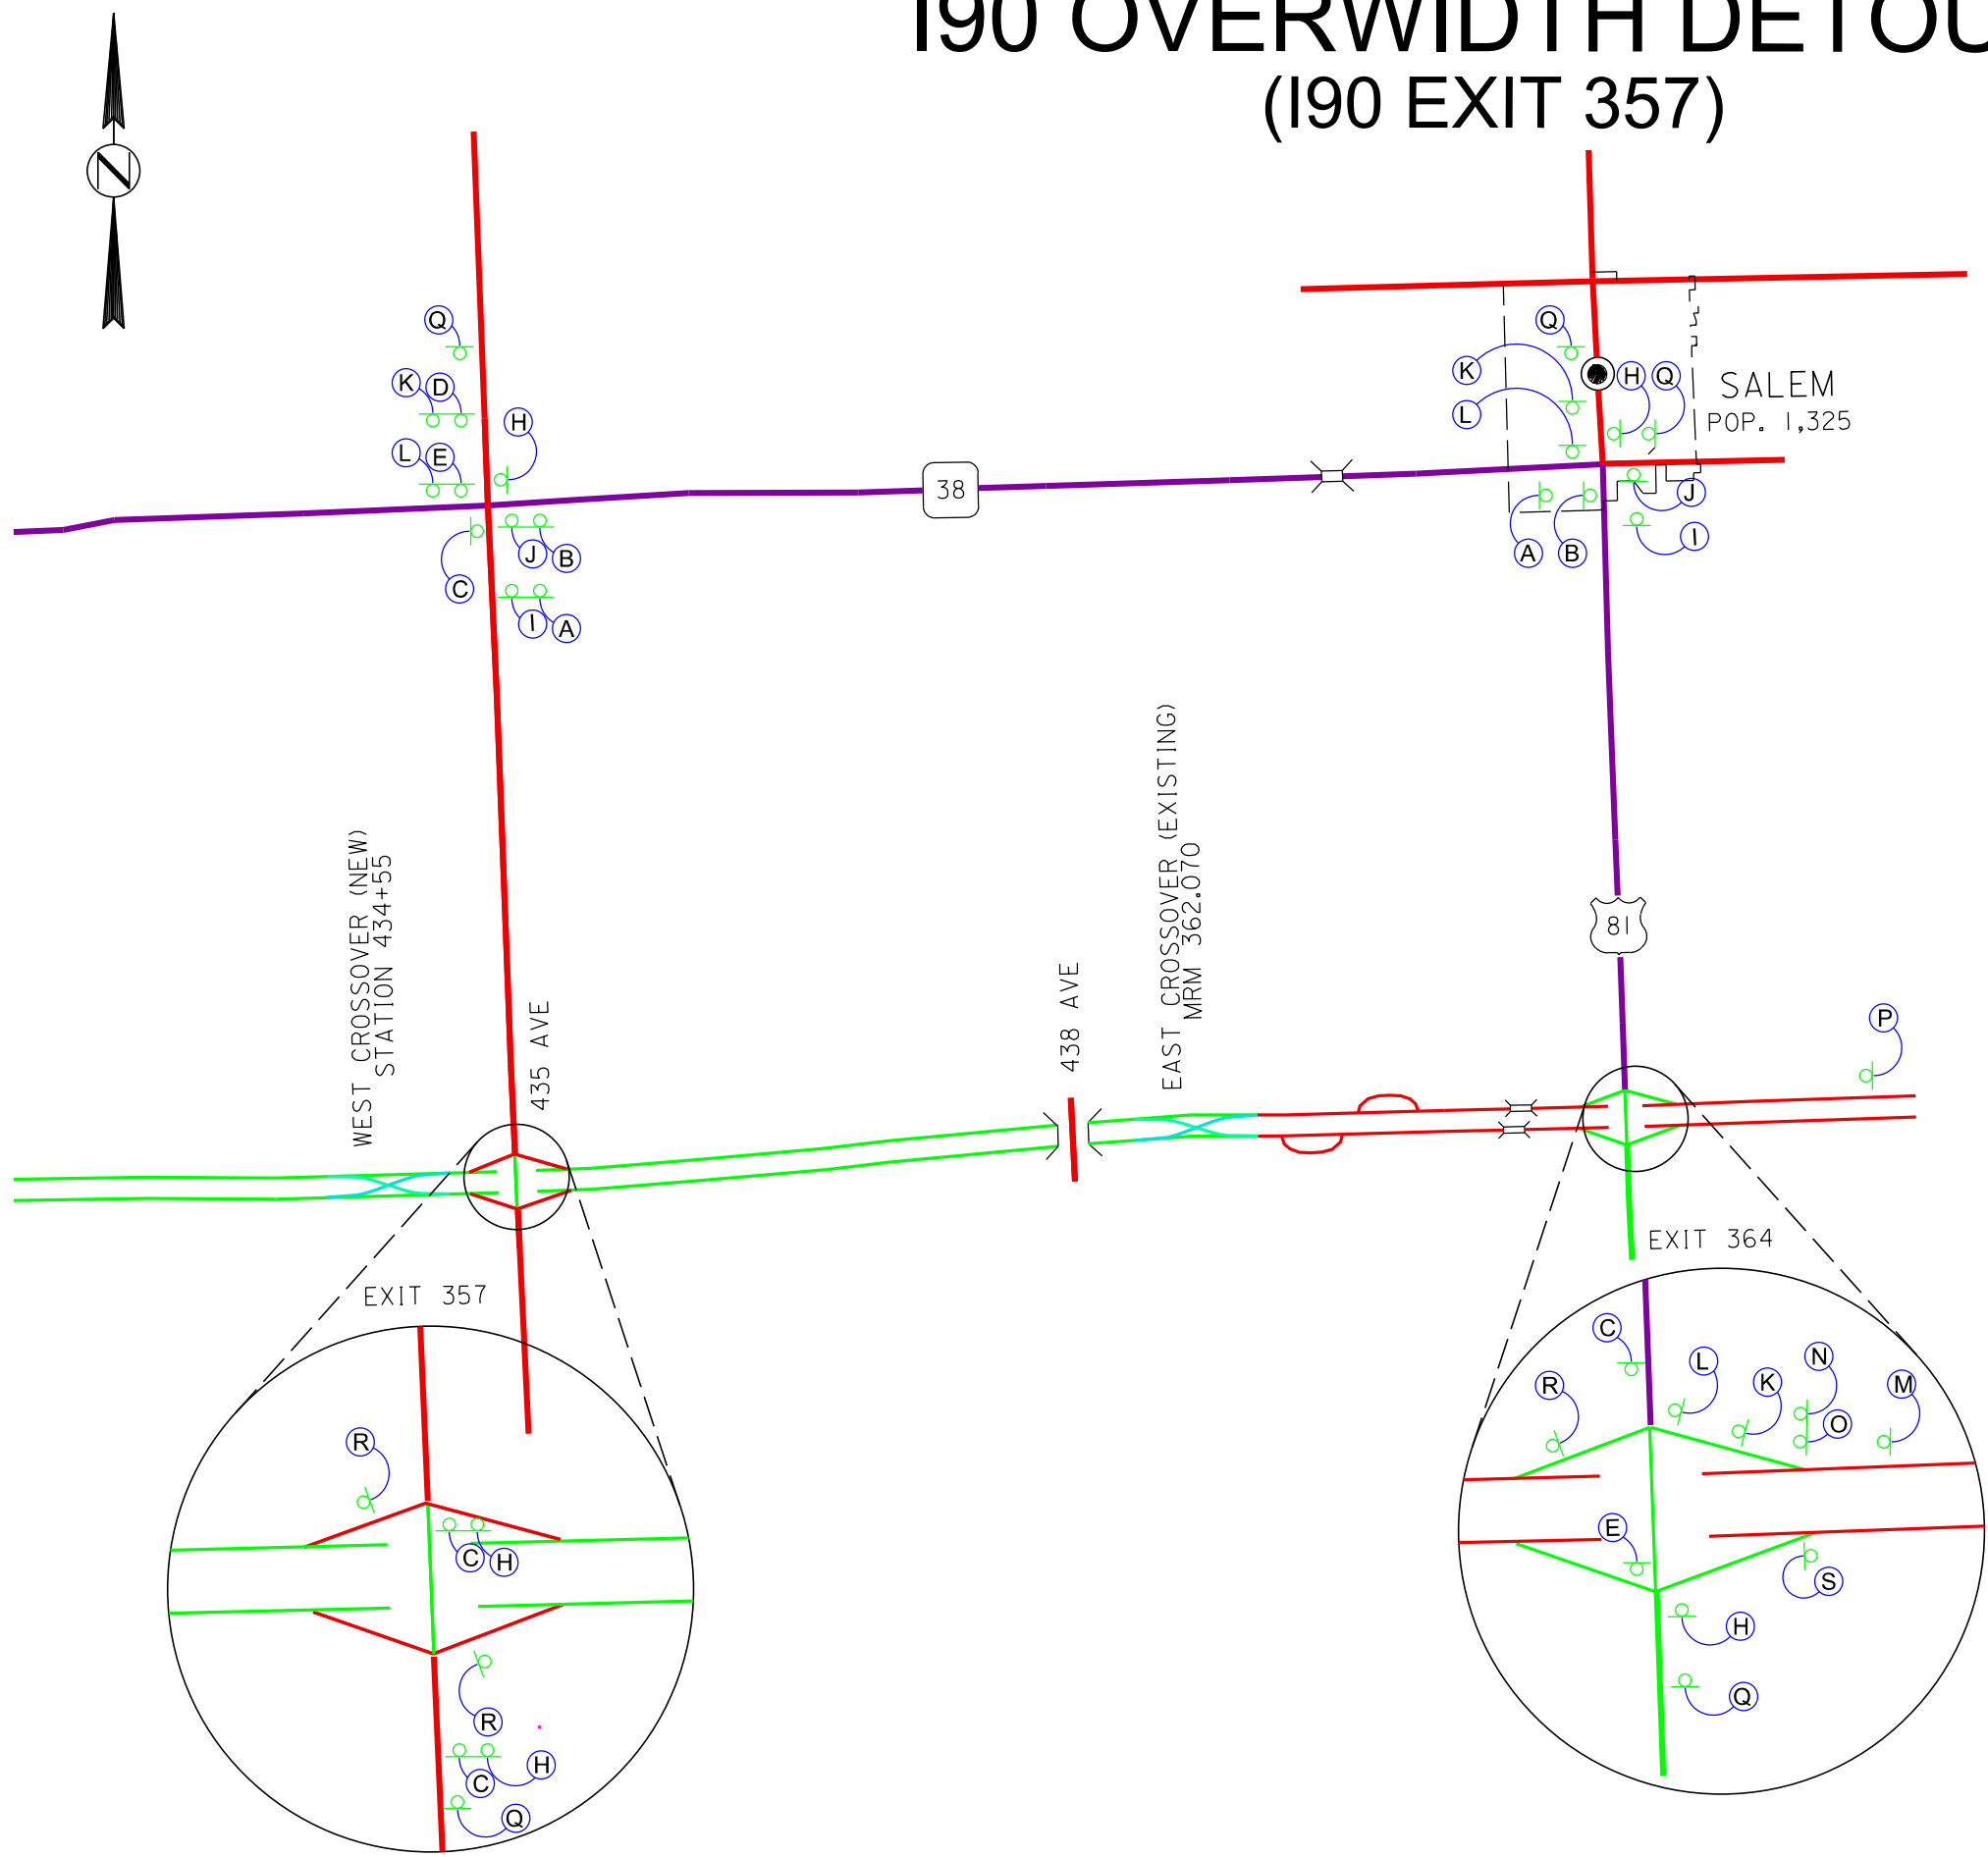 I90 OVERWIDTH DETOU
(I90 EXIT 357)
N
Q
K D
L E
H
C
J B
I A
38
Q
K
L
H Q
SALEM
POP. 1,325
J
I
A B
81
WEST CROSSOVER (NEW)
STATION 434+55
435 AVE
438 AVE
EAST CROSSOVER (EXISTING)
MRM 362.070
P
EXIT 357
R
C H
R
C H
Q
EXIT 364
C
R
L
K
N
O
M
E
S
H
Q